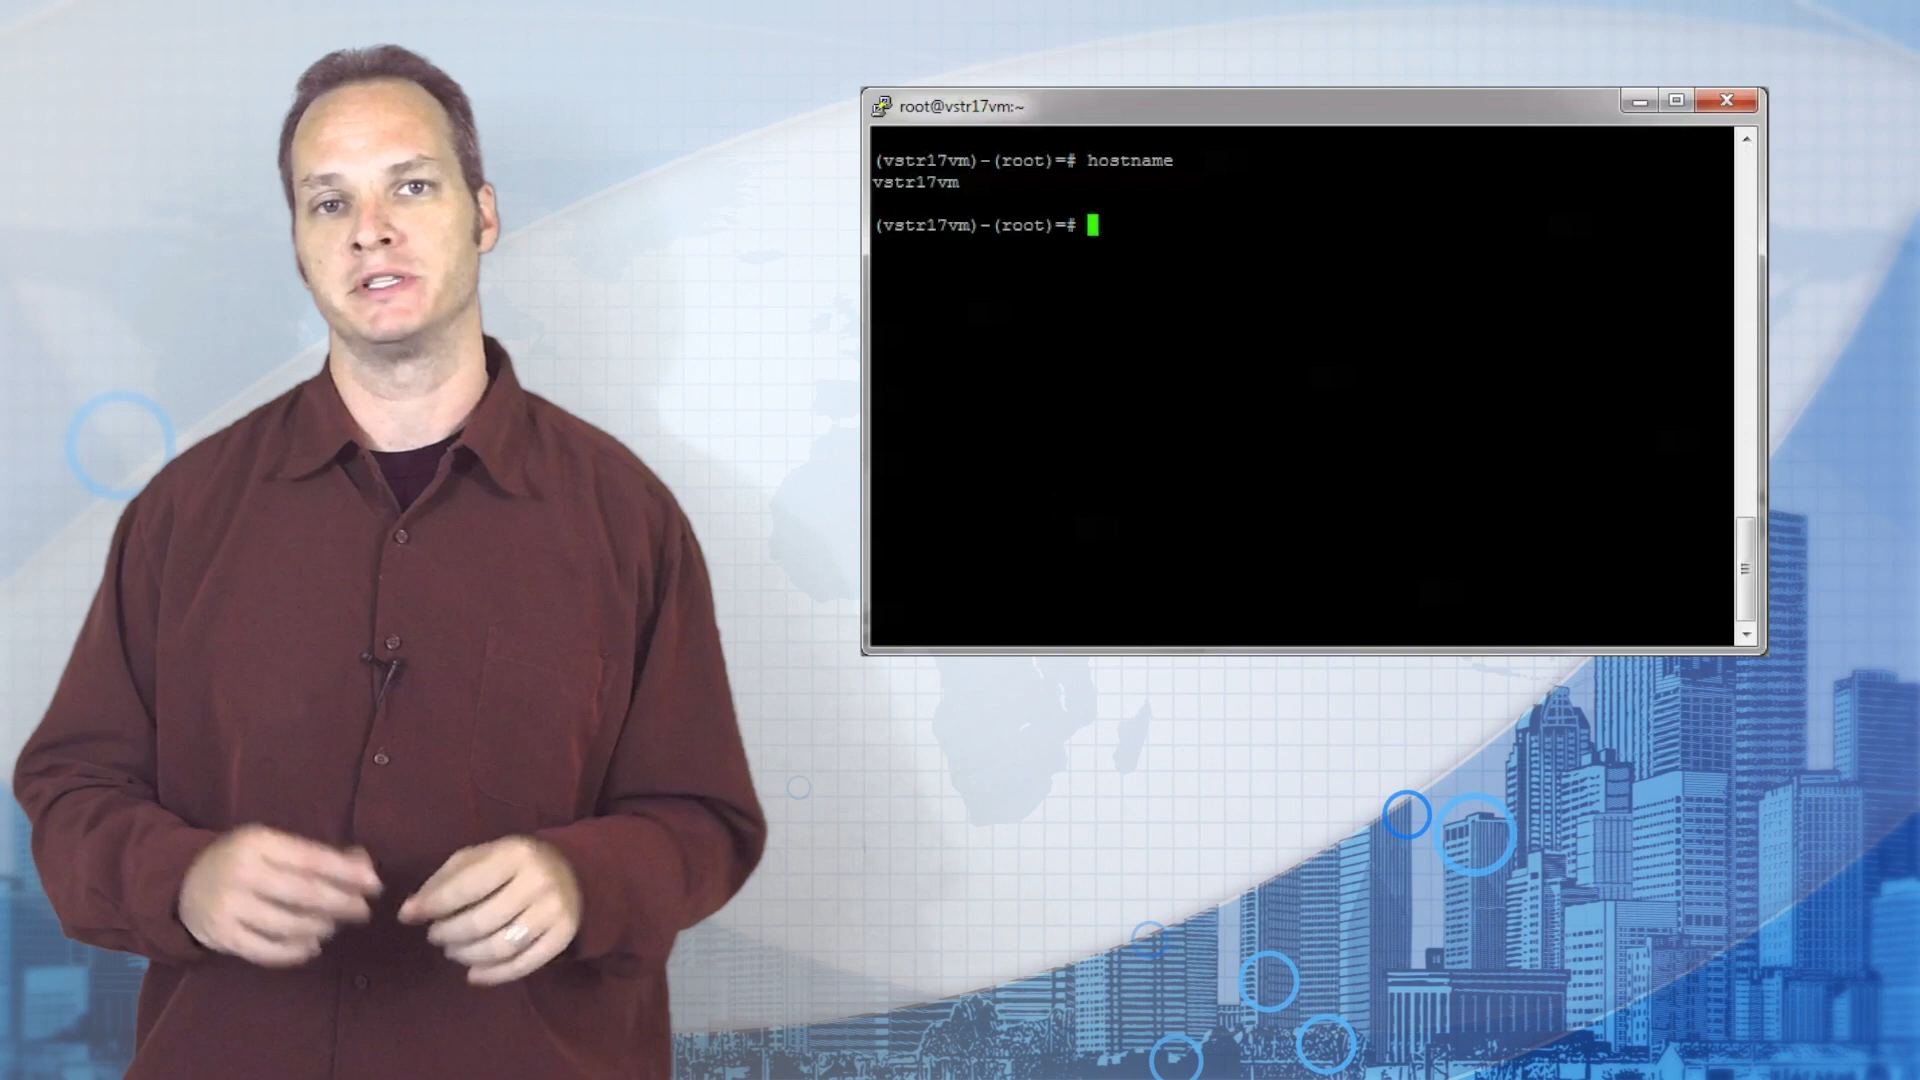 root@vstr17vm:~
(vstr17vm)-(root)=# hostname
vstr17vm
(vstr17vm)-(root)=#